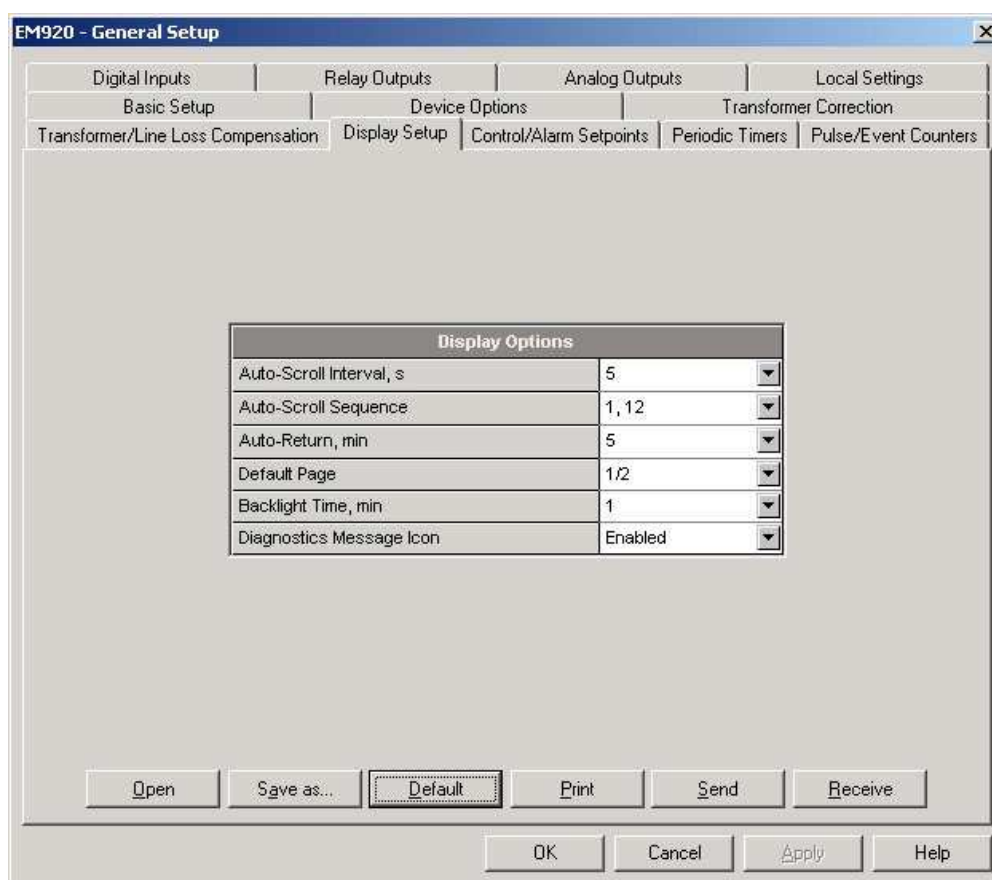 EM920 - General Setup
Digital Inputs Relay Outputs Analog Outputs Local Settings
Basic Setup Device Options Transformer Correction
Transformer/Line Loss Compensation Display Setup Control/Alarm Setpoints Periodic Timers Pulse/Event Counters
Display Options
Auto-Scroll Interval, s 5
Auto-Scroll Sequence 1, 12
Auto-Return, min 5
Default Page 1/2
Backlight Time, min 1
Diagnostics Message Icon Enabled
Open Save as... Default Print Send Receive
OK Cancel Apply Help